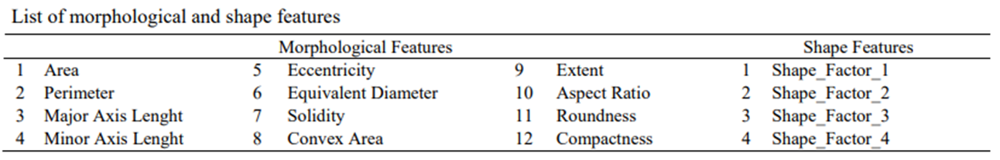 List of morphological and shape features
Morphological Features Shape Features
1 Area 5 Eccentricity 9 Extent 1 Shape_Factor_1
2 Perimeter 6 Equivalent Diameter 10 Aspect Ratio 2 Shape_Factor_2
3 Major Axis Lenght 7 Solidity 11 Roundness 3 Shape_Factor_3
4 Minor Axis Lenght 8 Convex Area 12 Compactness 4 Shape_Factor_4